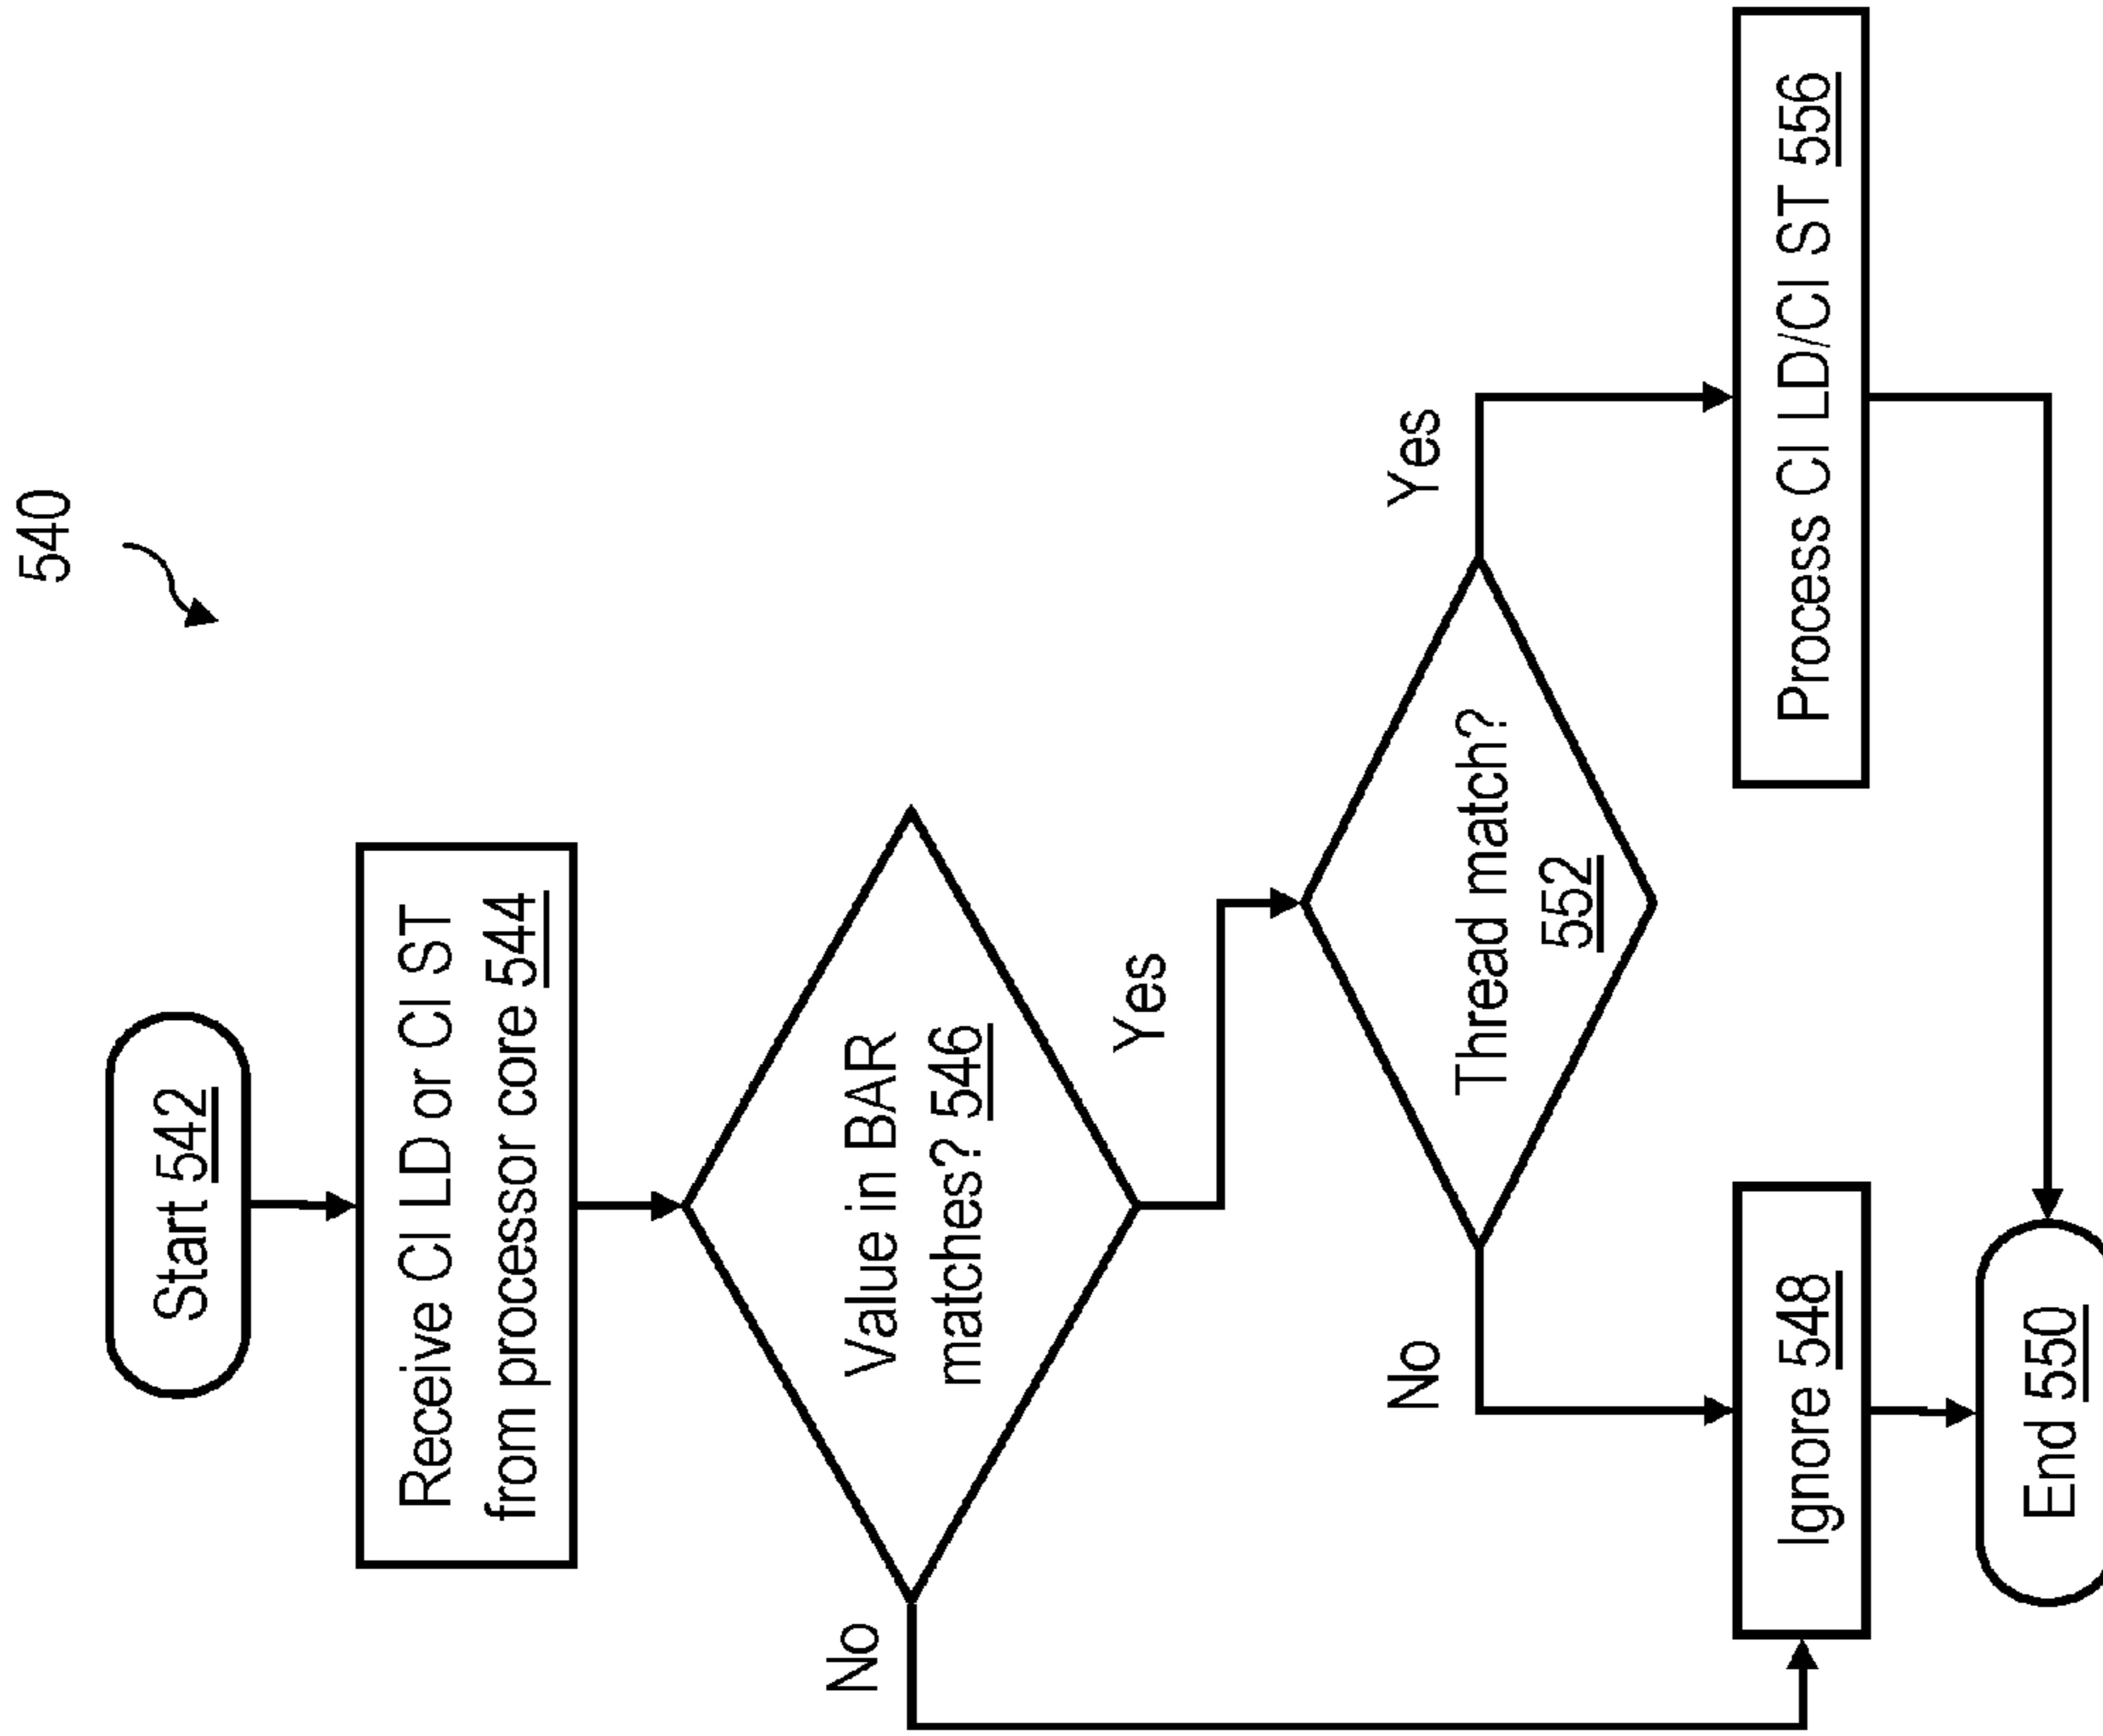 540
Start 542
Receive CI LD or CI ST
from processor core 544
Value in BAR
matches? 546
No
Yes
Thread match?
552
No
Yes
Ignore 548
Process CI LD/CI ST 556
End 550